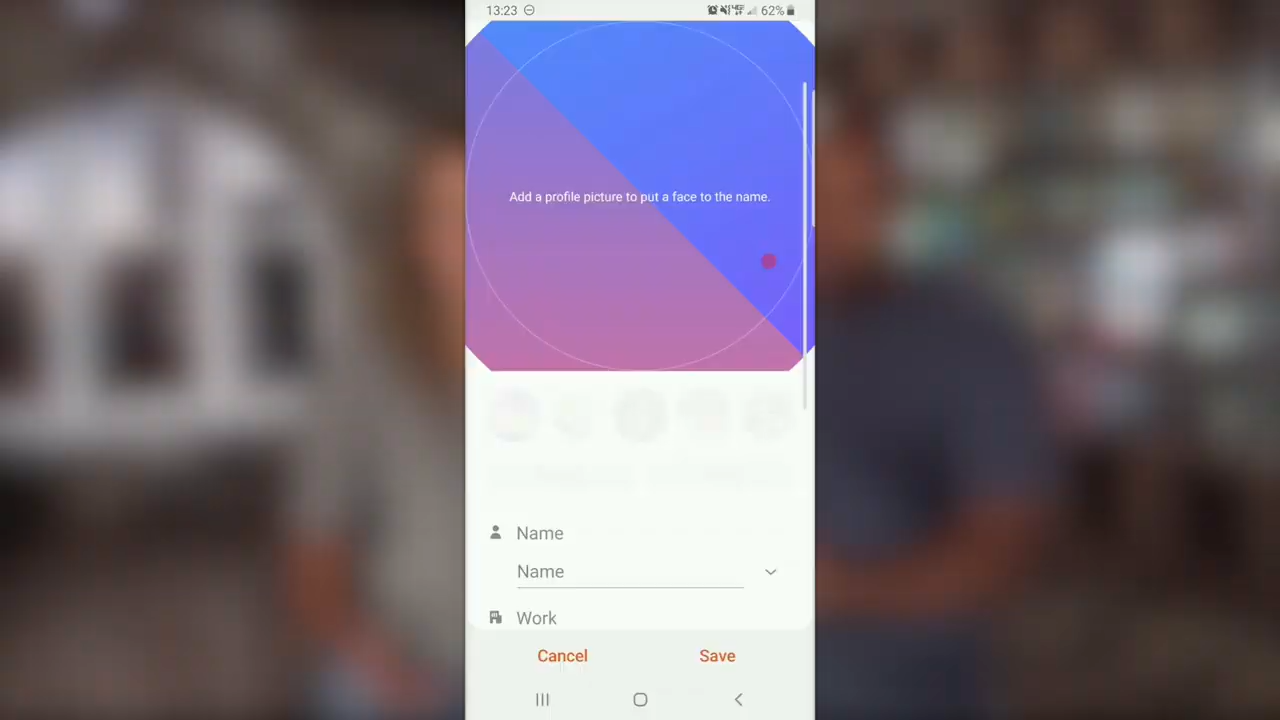 13:23 62%
Add a profile picture to put a face to the name.
Name
Name
Work
Cancel Save